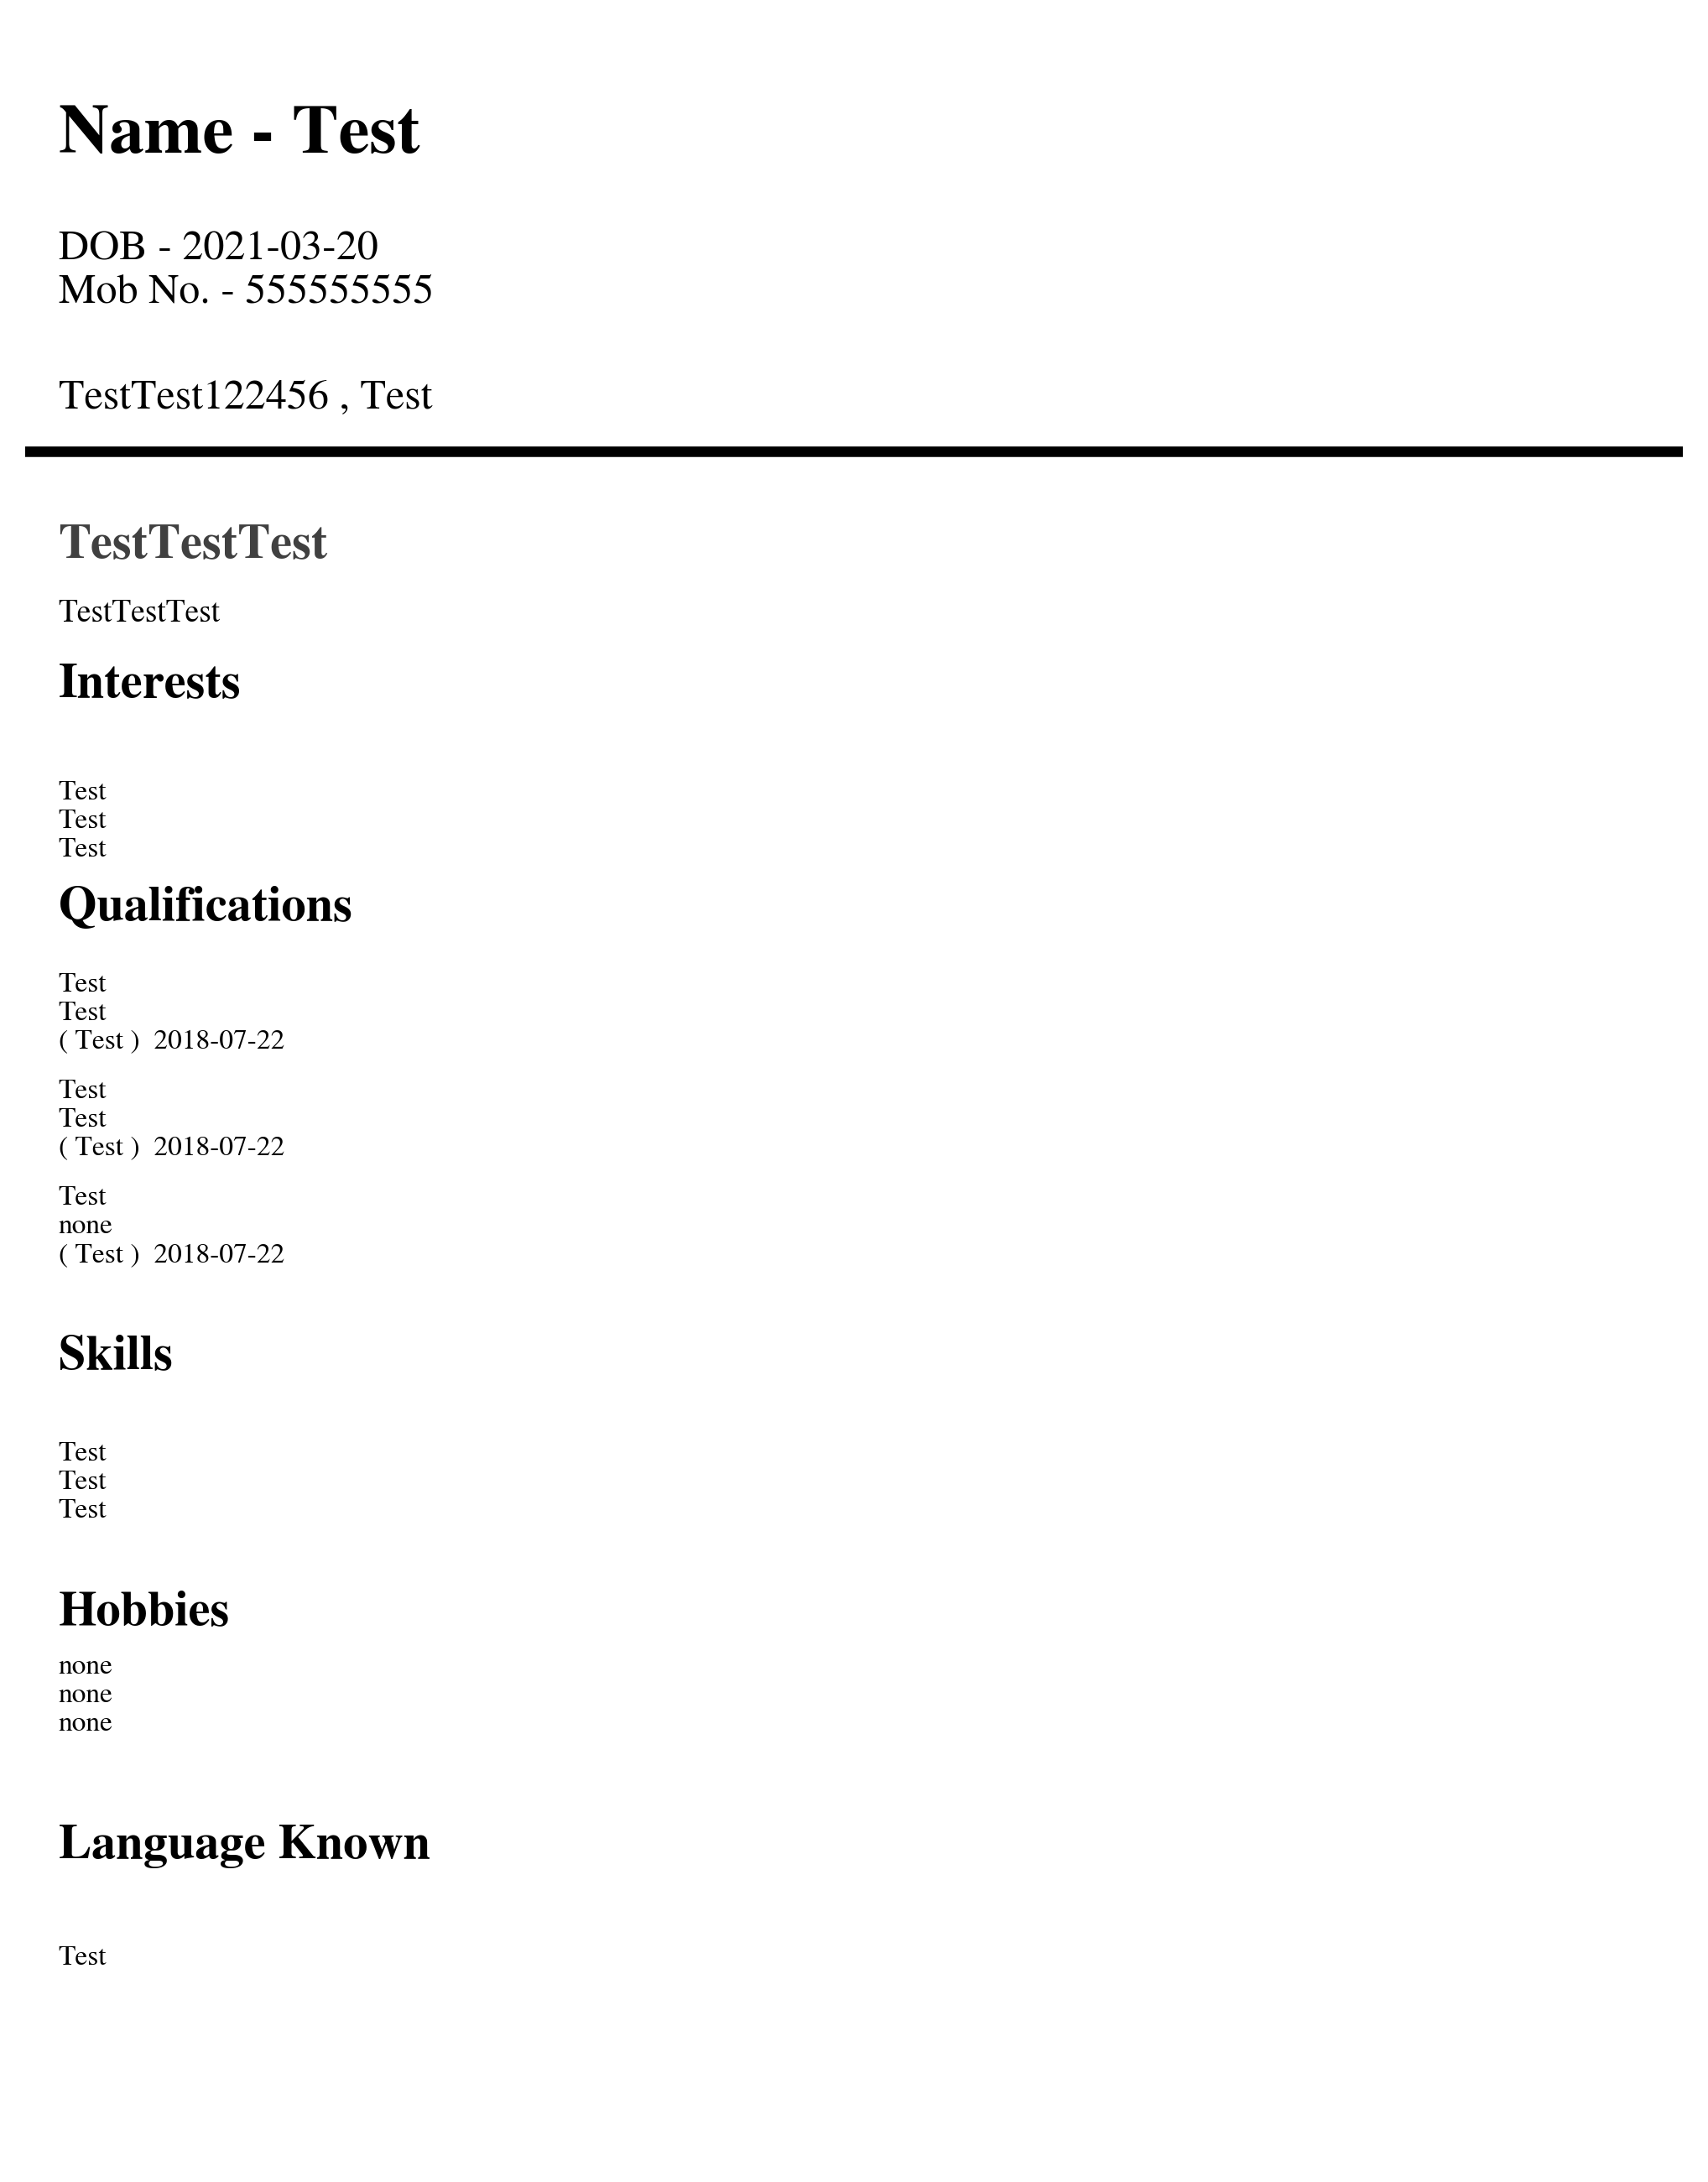 Name - Test
DOB - 2021-03-20
Mob No. - 555555555
TestTest122456 , Test
TestTestTest
TestTestTest
Interests
Test
Test
Test
Qualifications
Test
Test
( Test )  2018-07-22
Test
Test
( Test )  2018-07-22
Test
none
( Test )  2018-07-22
Skills
Test
Test
Test
Hobbies
none
none
none
Language Known
Test